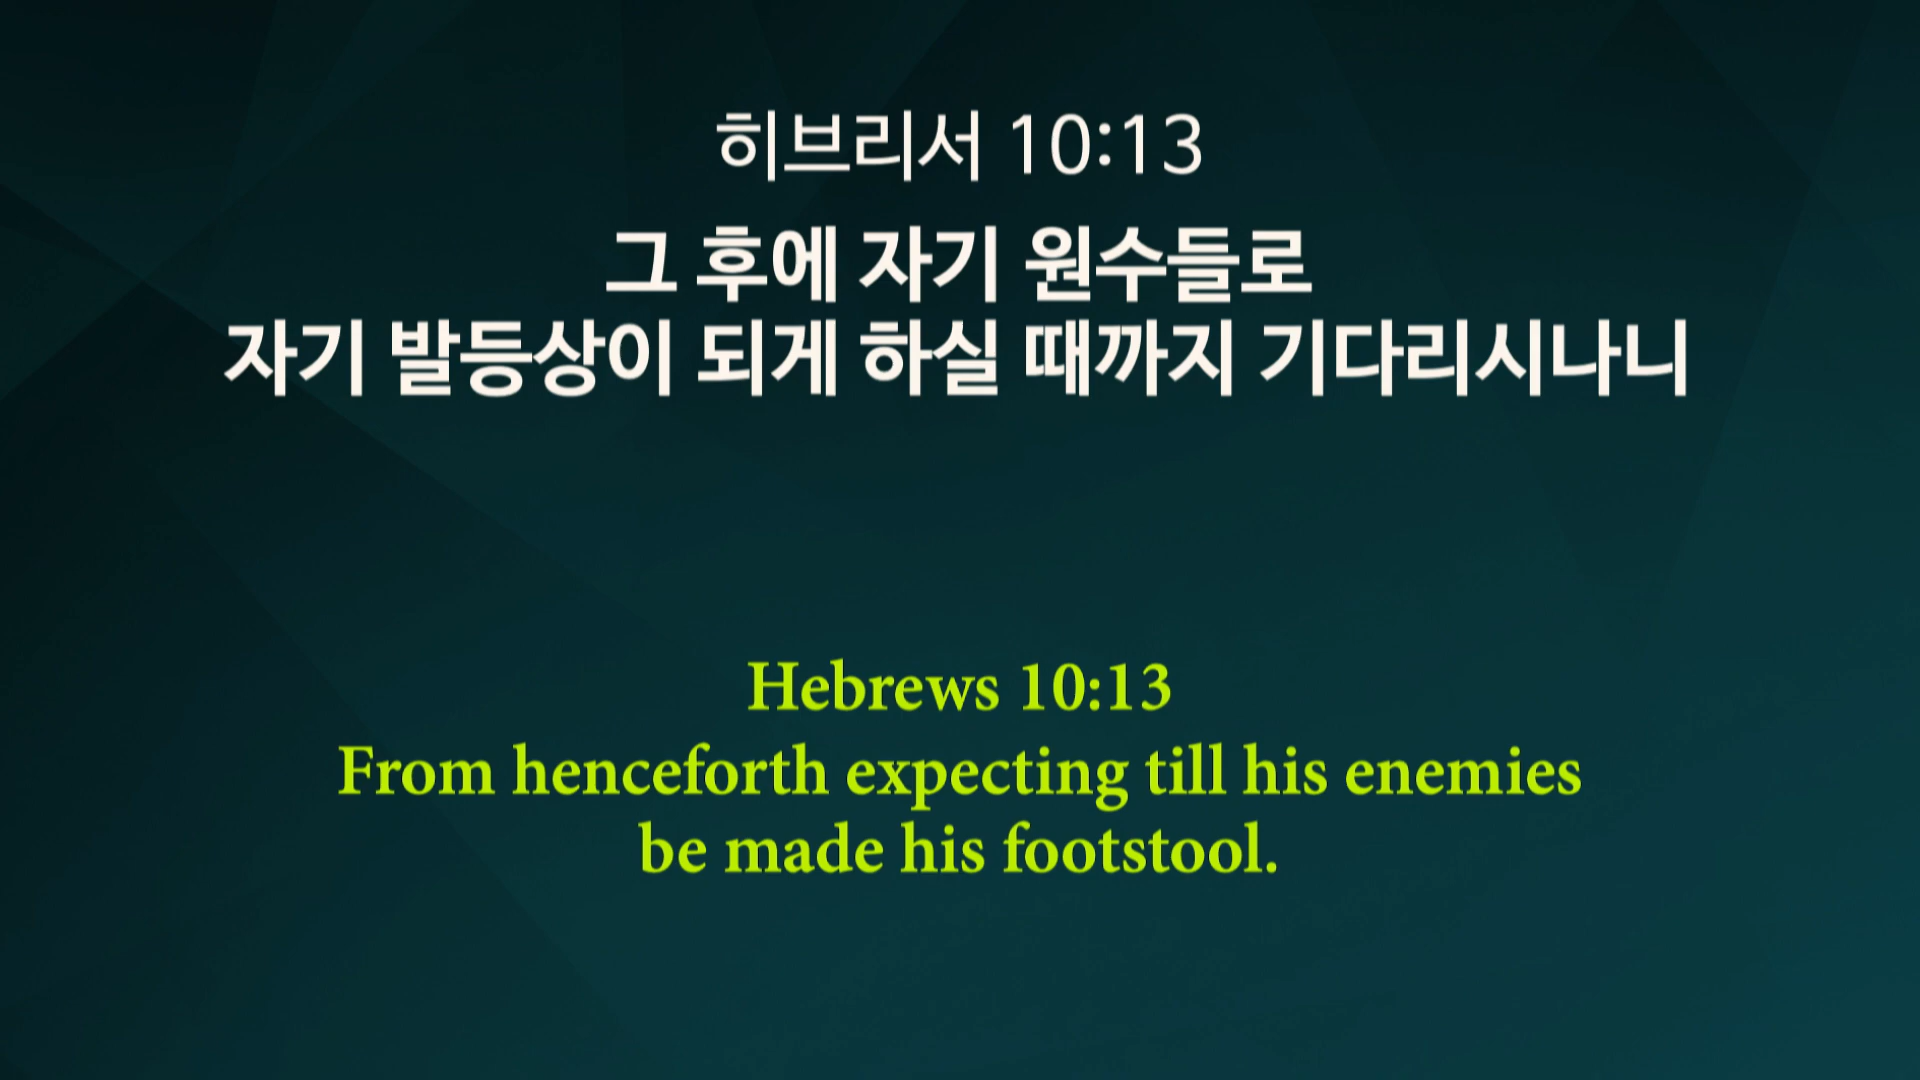 히브리서 10:13
그 후에 자기 원수들로
자기 발등상이 되게 하실 때까지 기다리시나니
Hebrews 10:13
From henceforth expecting till his enemies
be made his footstool.